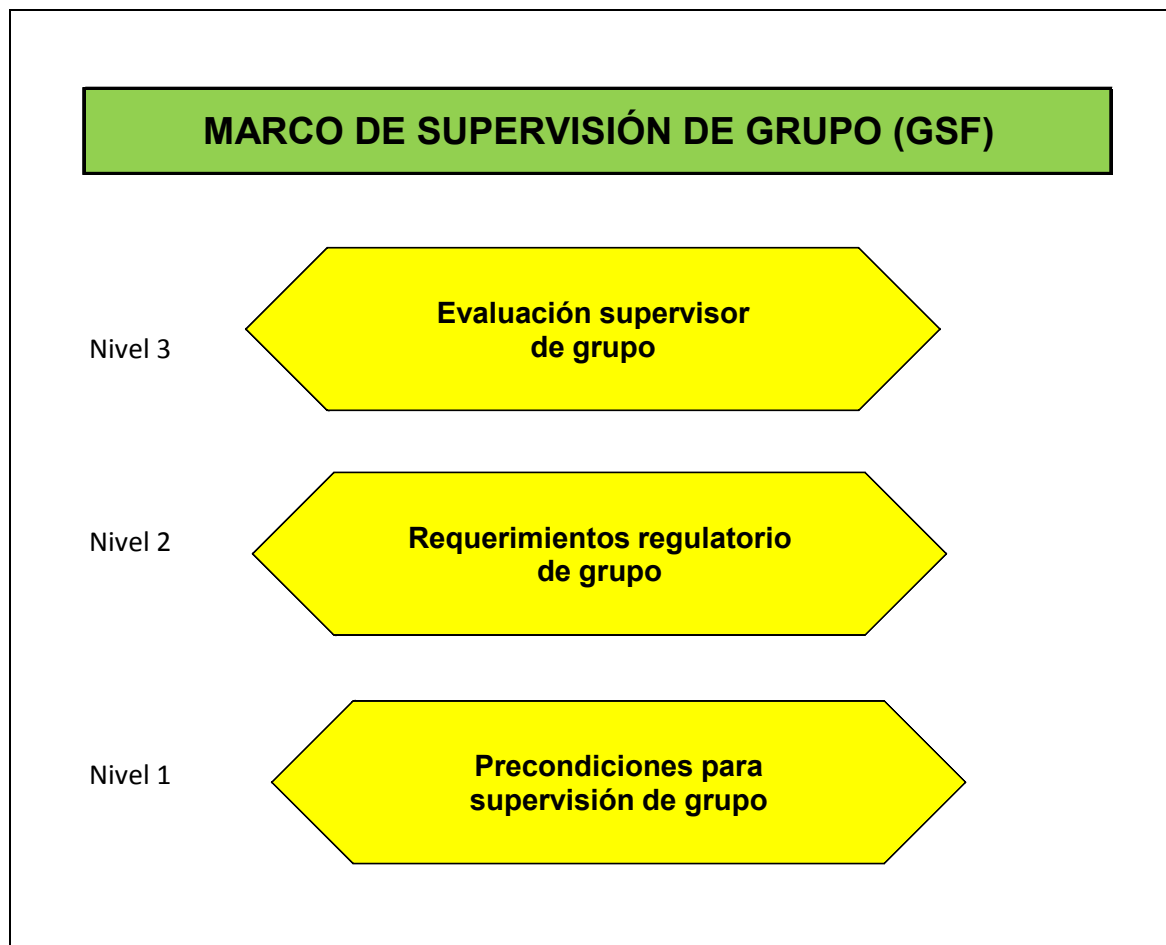 MARCO DE SUPERVISIÓN DE GRUPO (GSF)
Nivel 3
Evaluación supervisor
de grupo
Nivel 2
Requerimientos regulatorio
de grupo
Nivel 1
Precondiciones para
supervisión de grupo